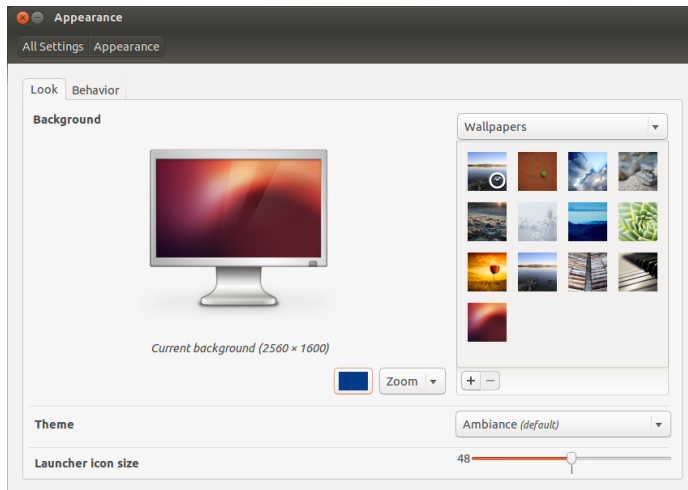 Appearance
All Settings Appearance
Look Behavior
Background
Wallpapers
Current background (2560 × 1600)
Zoom
Theme
Ambiance (default)
Launcher icon size
48